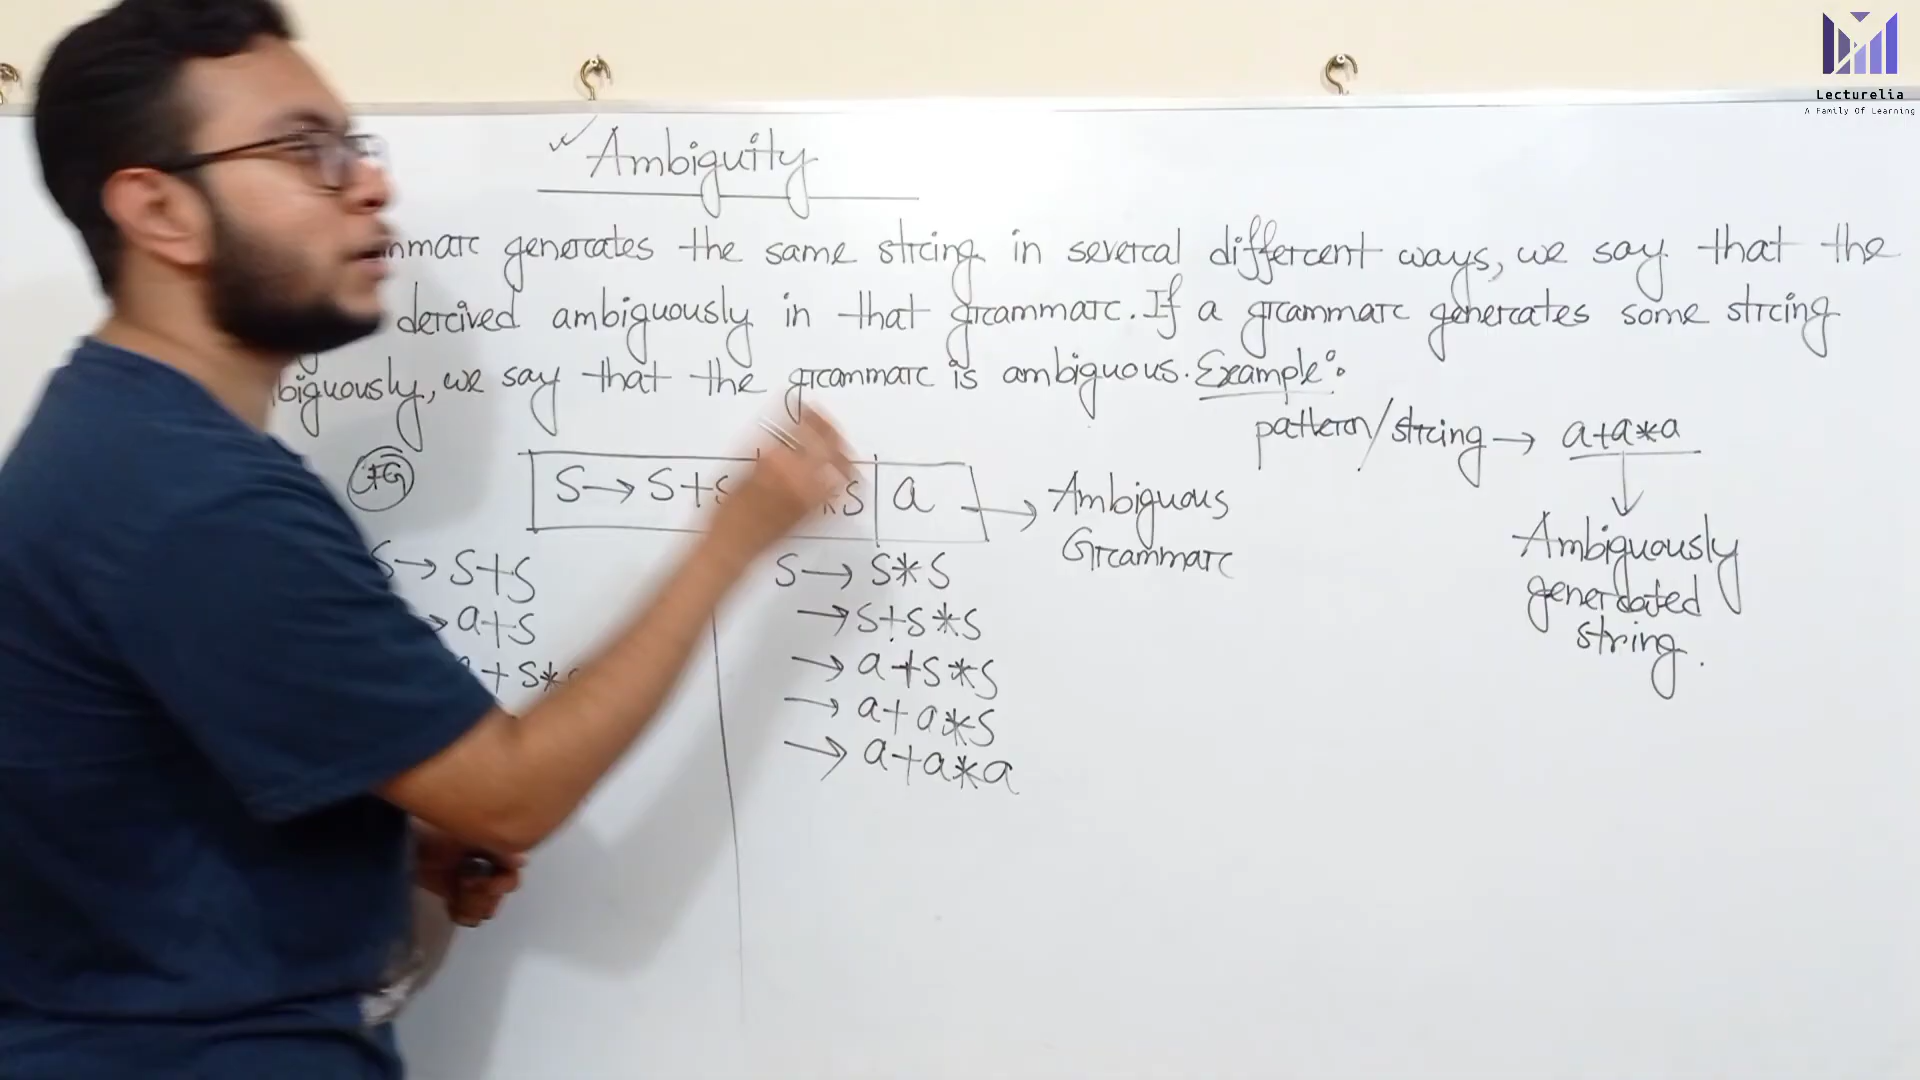 Lecturelia
A Family Of Learning
Ambiguity
generates the same string in several different ways, we say that the
derived ambiguously in that grammar. If a grammar generates some string
we say that the grammar is ambiguous. Example:
pattern/string → a+a*a
CFG
S → S+S | a → Ambiguous
Grammar
Ambiguously
generated
string.
S → S+S
→ a+S
+ S*
S → S*S
→ S+S*S
→ a+S*S
→ a+a*S
→ a+a*a